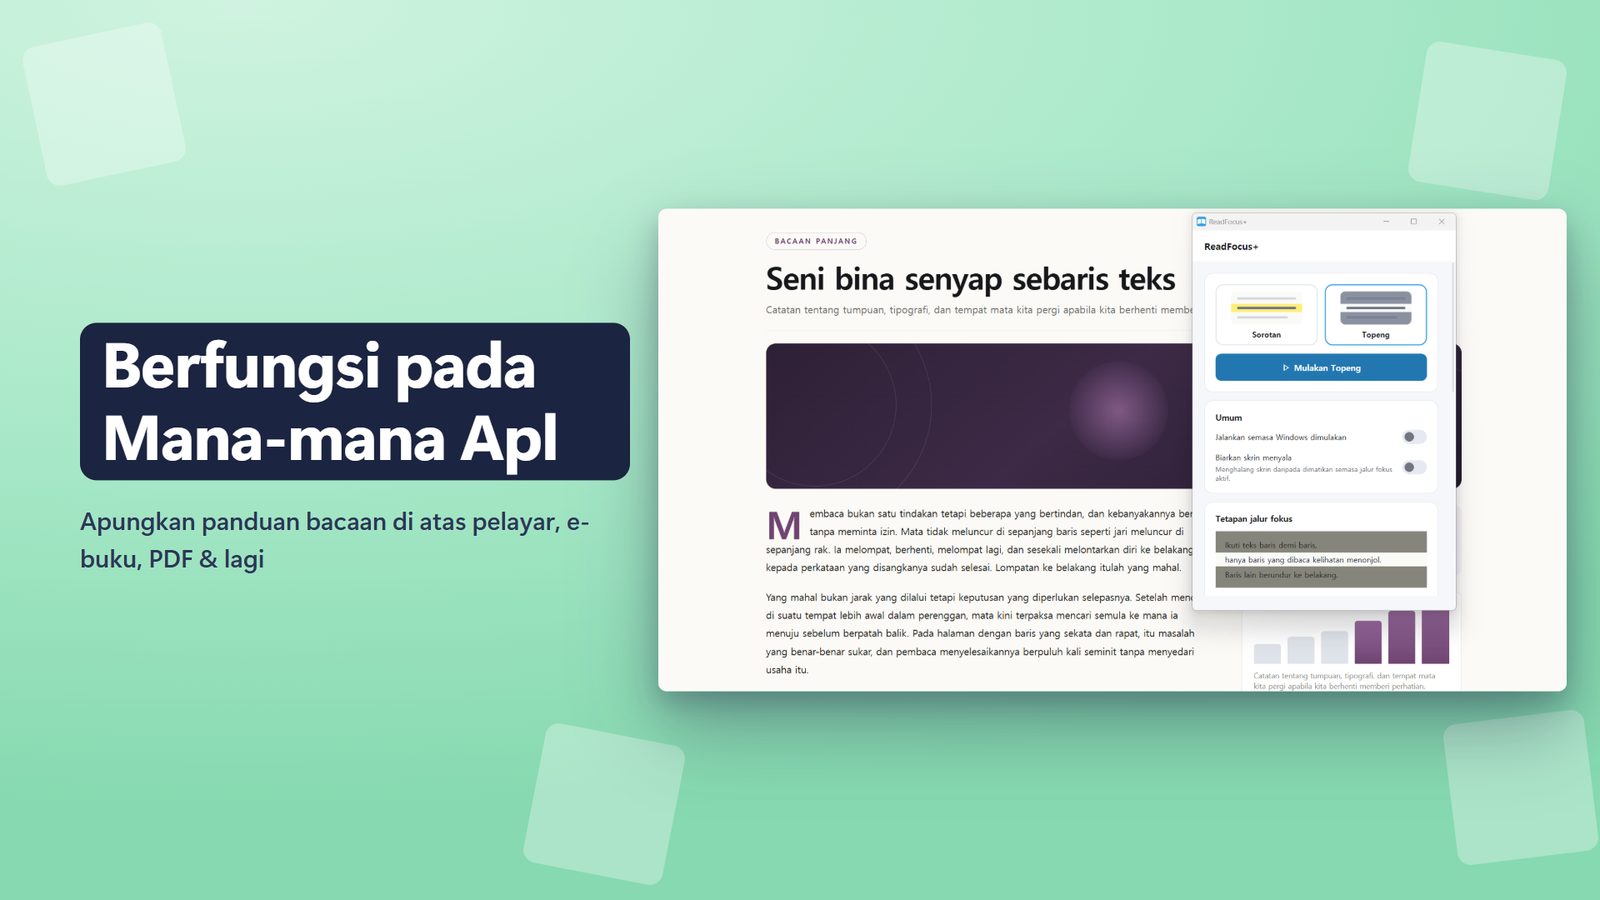 Berfungsi pada
Mana-mana Apl
Apungkan panduan bacaan di atas pelayar, e-
buku, PDF & lagi
BACAAN PANJANG
Seni bina senyap sebaris teks
Catatan tentang tumpuan, tipografi, dan tempat mata kita pergi apabila kita berhenti
M
embaca bukan satu tindakan tetapi beberapa yang bertindan, dan kebanyakannya
tanpa meminta izin. Mata tidak meluncur di sepanjang baris seperti jari meluncur di
sepanjang rak. Ia melompat, berhenti, melompat lagi, dan sesekali melontarkan diri ke belakang
kepada perkataan yang disangkanya sudah selesai. Lompatan ke belakang itulah yang mahal.
Yang mahal bukan jarak yang dilalui tetapi keputusan yang diperlukan selepasnya. Setelah
di suatu tempat lebih awal dalam perenggan, mata kini terpaksa mencari semula ke mana ia
menuju sebelum berpatah balik. Pada halaman dengan baris yang sekata dan rapat, itu masalah
yang benar-benar sukar, dan pembaca menyelesaikannya berpuluh kali seminit tanpa menyedari
usaha itu.
ReadFocus+
ReadFocus+
Sorotan
Topeng
Mulakan Topeng
Umum
Jalankan semasa Windows dimulakan
Biarkan skrin menyala
Menghalang skrin daripada dimatikan semasa jalur fokus
aktif.
Tetapan jalur fokus
Ikuti teks baris demi baris,
hanya baris yang dibaca kelihatan menonjol.
Baris lain berundur ke belakang.
Catatan tentang tumpuan, tipografi, dan tempat mata
kita pergi apabila kita berhenti memberi perhatian.